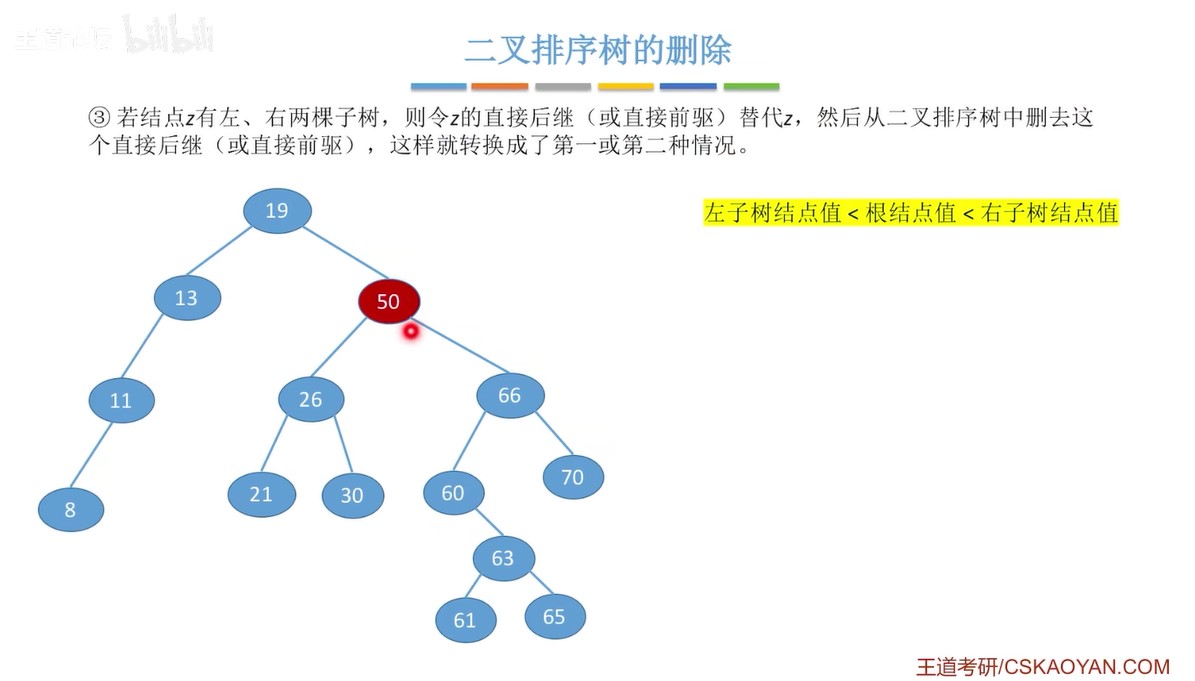 王道论坛 bilibili
二叉排序树的删除
③ 若结点z有左、右两棵子树，则令z的直接后继（或直接前驱）替代z，然后从二叉排序树中删去这
个直接后继（或直接前驱），这样就转换成了第一或第二种情况。
左子树结点值 < 根结点值 < 右子树结点值
19
13
50
11
26
66
8
21
30
60
70
63
61
65
王道考研/CSKAOYAN.COM